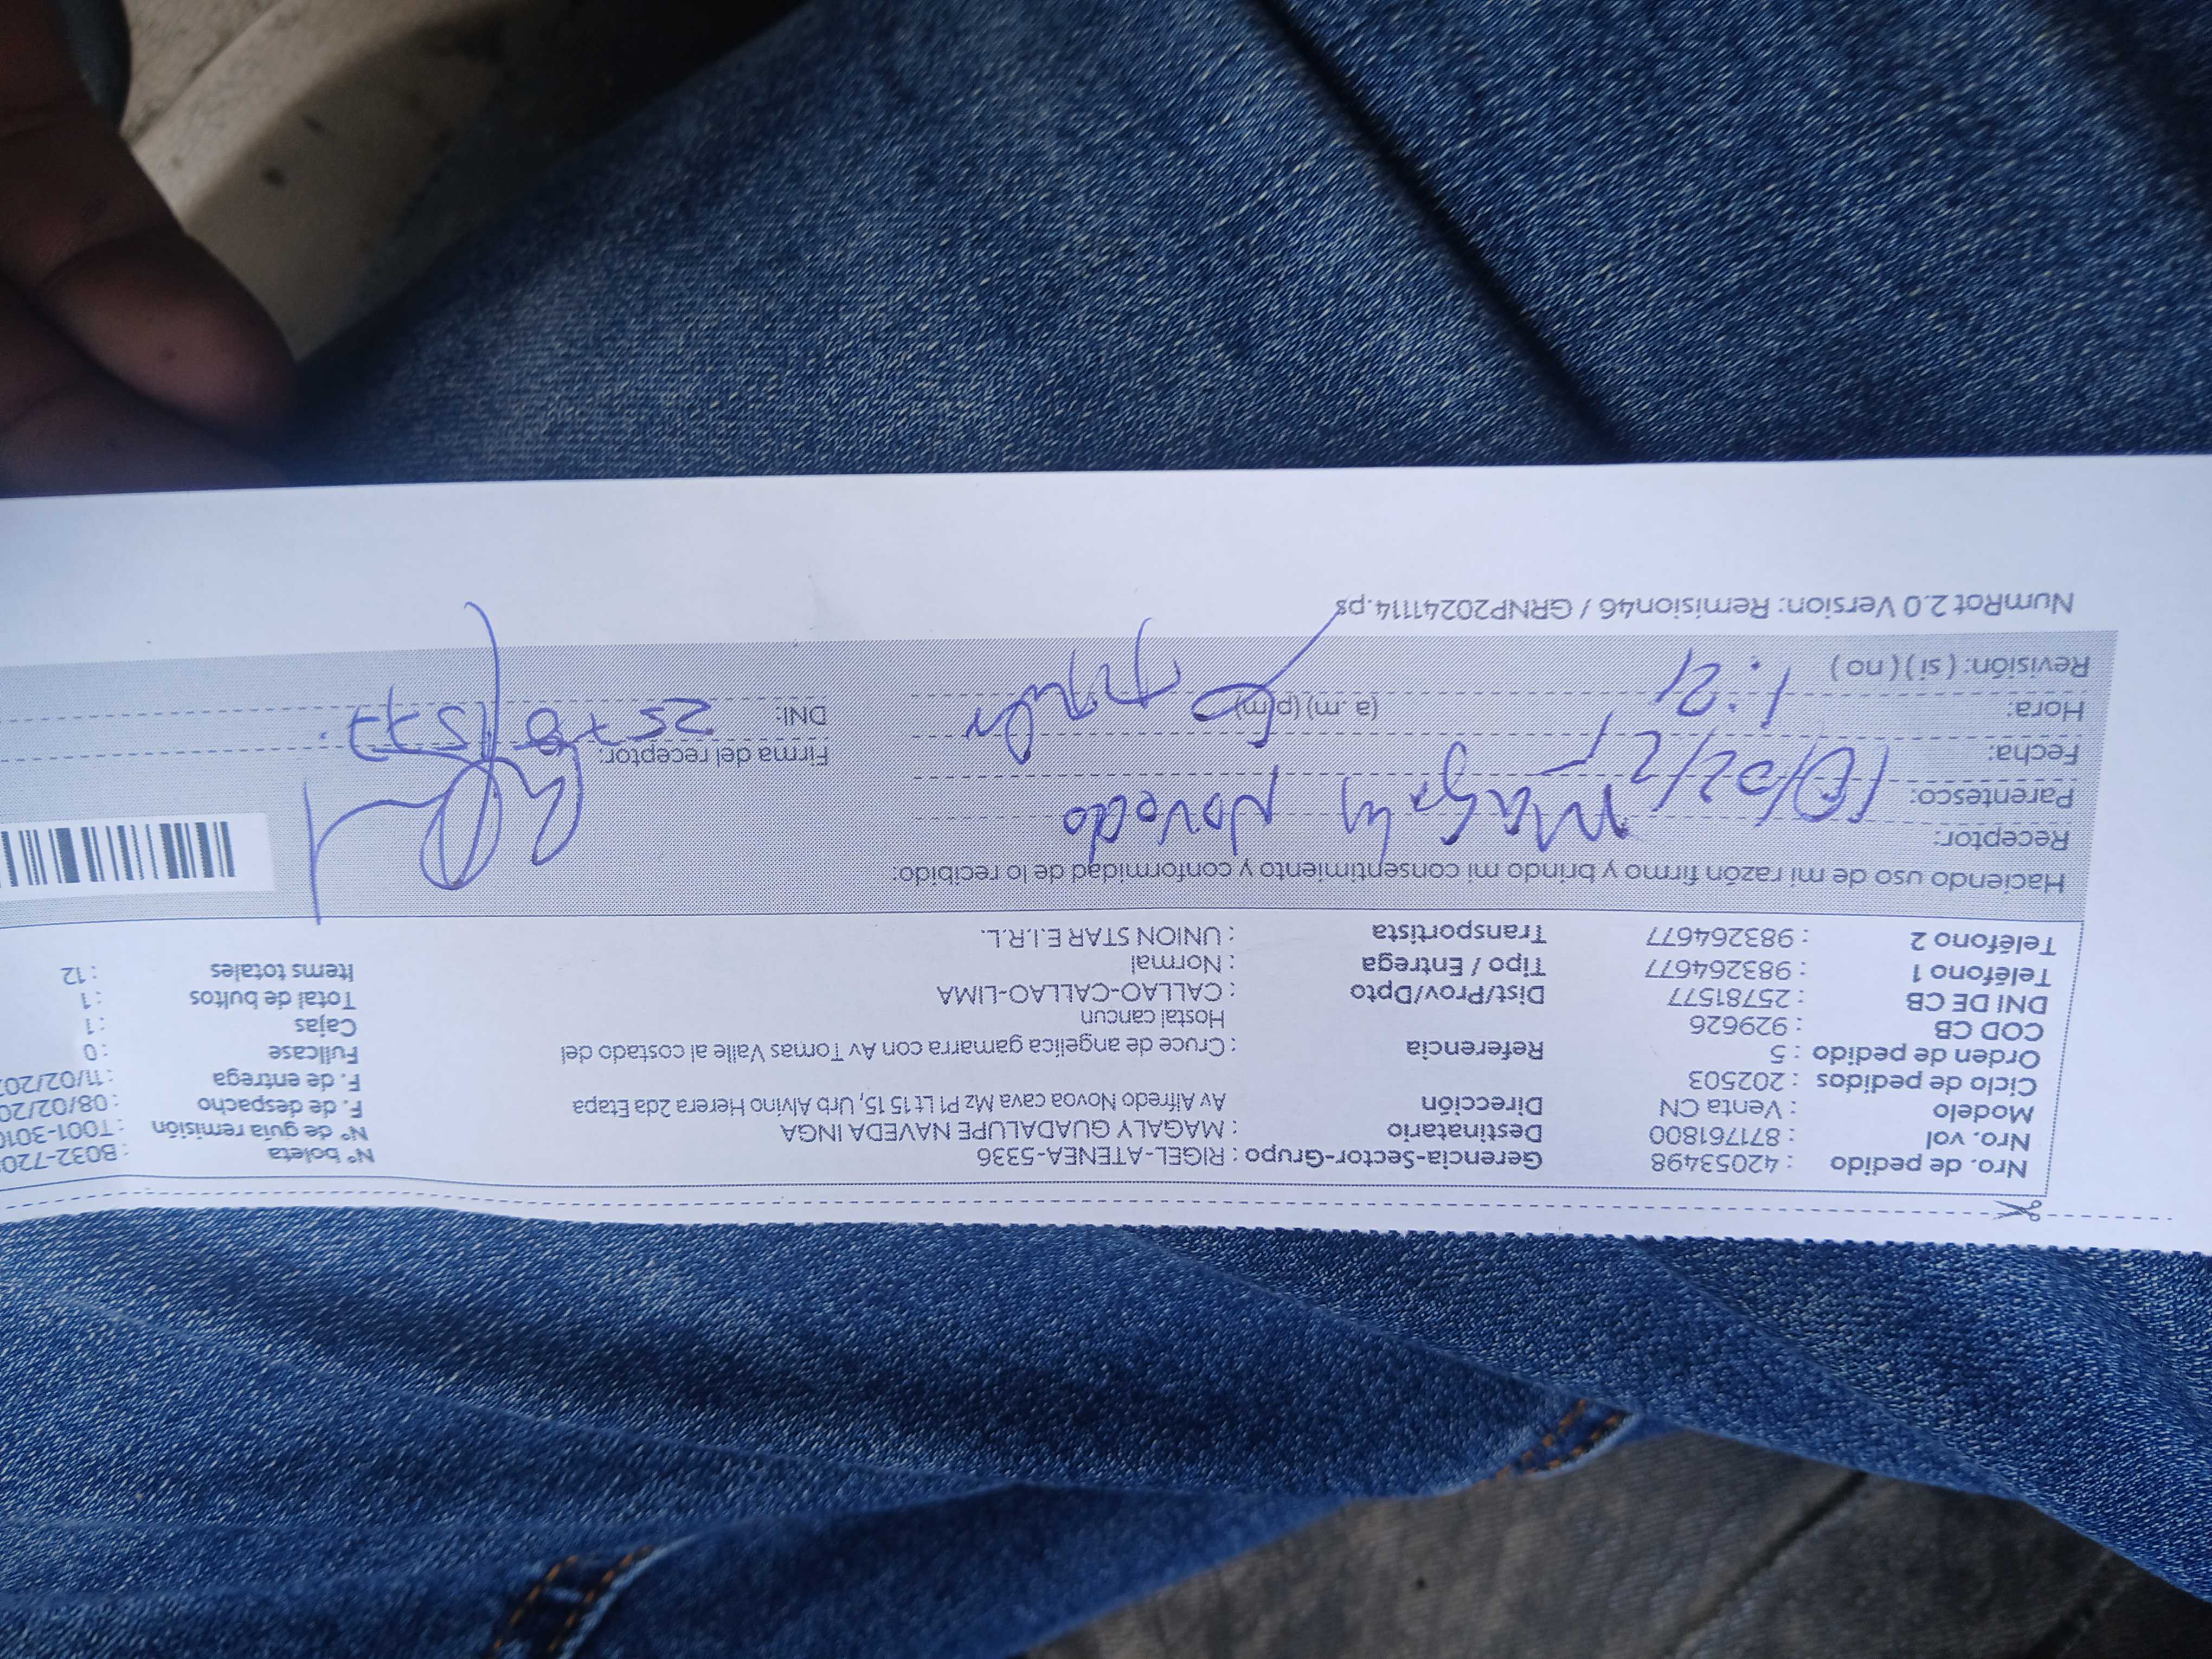 Nro. de pedido : 42053498
Nro. vol : 871761800
Modelo : Venta CN
Ciclo de pedidos : 202503
Orden de pedido : 5
COD CB : 929626
DNI DE CB : 25781577
Teléfono 1 : 983264677
Teléfono 2 : 983264677
Gerencia-Sector-Grupo : RIGEL-ATENEA-5336
Destinatario : MAGALY GUADALUPE NAVEDA INGA
Dirección Av Alfredo Novoa cava Mz P1 Lt 15 15, Urb Alvino Herera 2da Etapa
Referencia : Cruce de angelica gamarra con Av Tomas Valle al costado del
Hostal cancun
Dist/Prov/Dpto : CALLAO-CALLAO-LIMA
Tipo / Entrega : Normal
Transportista : UNION STAR E.I.R.L.
N° boleta : B032-720
N° de guía remisión : T001-3010
F. de despacho : 08/02/20
F. de entrega : 11/02/202
Fullcase : 0
Cajas : 1
Total de bultos : 1
Items totales : 12
Haciendo uso de mi razón firmo y brindo mi consentimiento y conformidad de lo recibido:
Receptor: Magaly
Parentesco:
Fecha:
Hora: 1:21 (a.m) (p.m)
Revisión: ( si ) ( no )
Firma del receptor:
DNI: 25781577
NumRot 2.0 Version: Remision46 / GRNP20241114.ps